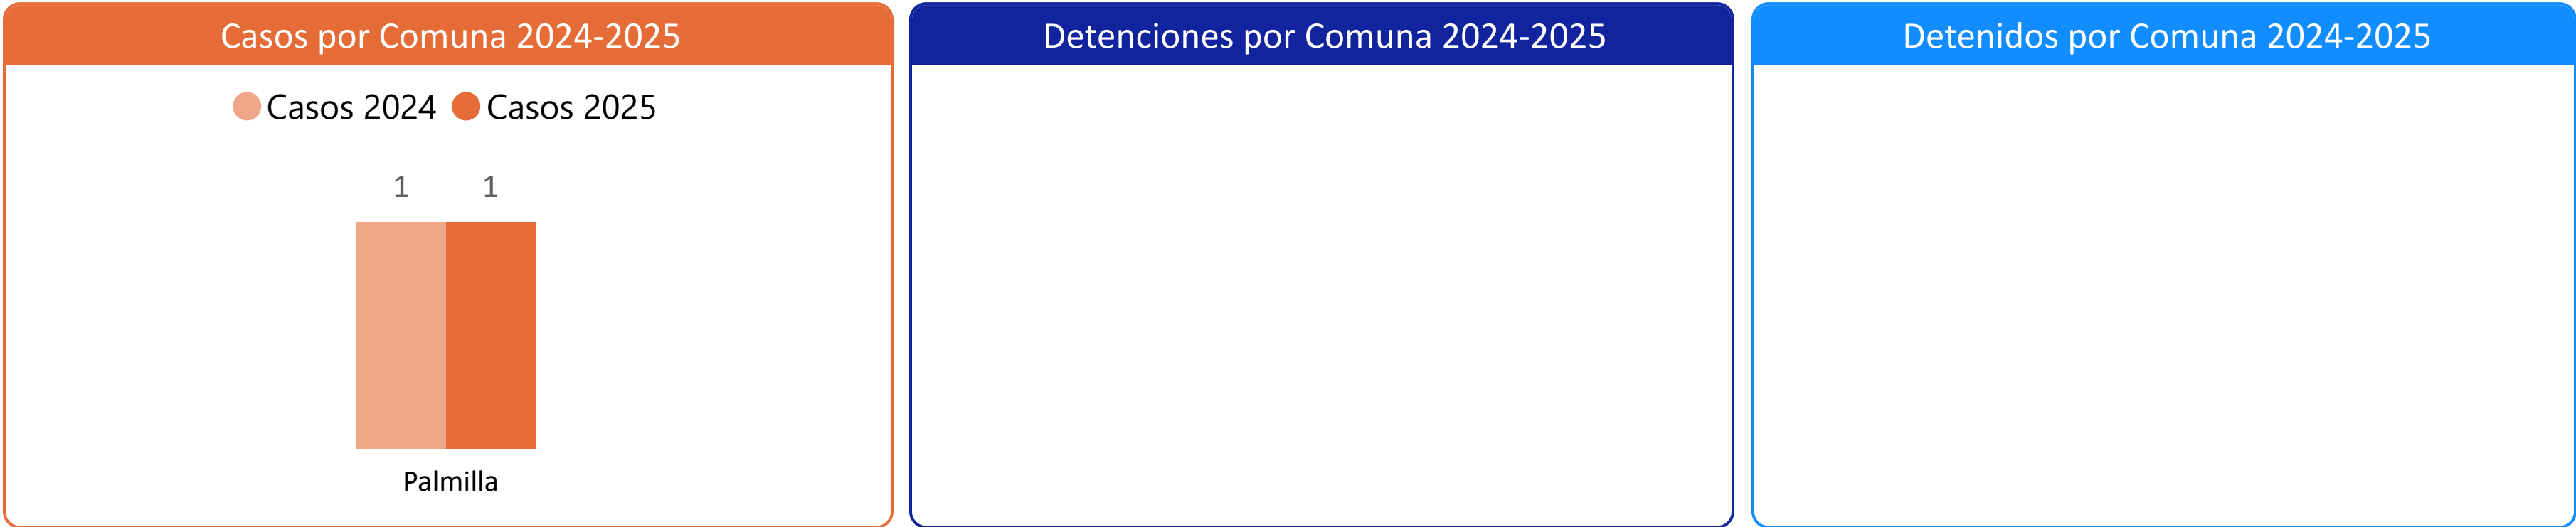 Casos por Comuna 2024-2025
Casos 2024 Casos 2025
1 1
Palmilla
Detenciones por Comuna 2024-2025
Detenidos por Comuna 2024-2025